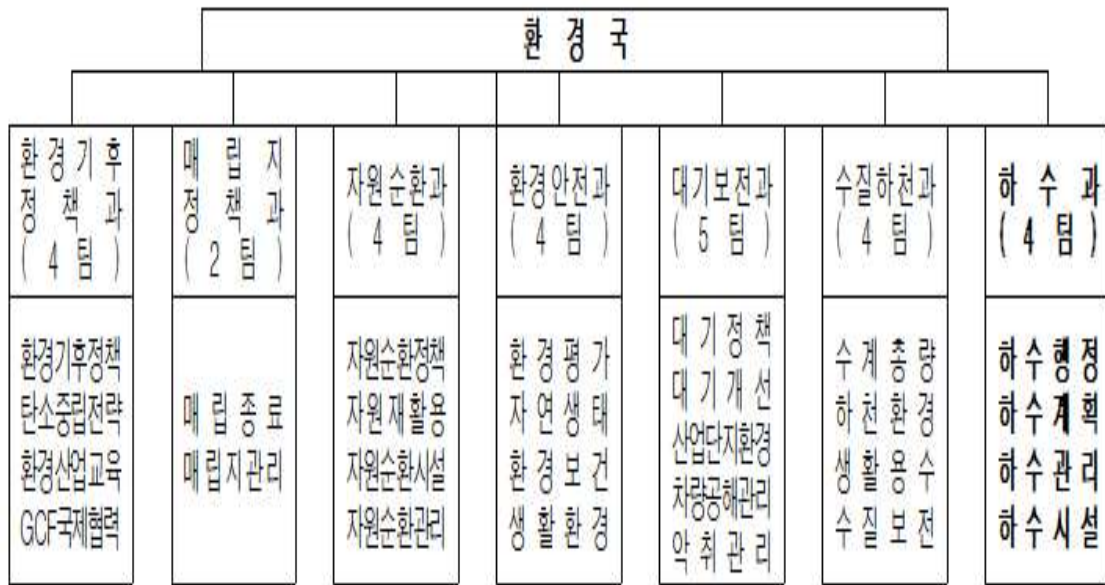 환 경 국
환 경 기 후
정 책 과
( 4 팀 )
매 립 지
정 책 과
( 2 팀 )
자원순환과
( 4 팀 )
환경안전과
( 4 팀 )
대기보전과
( 5 팀 )
수질하천과
( 4 팀 )
하 수 과
( 4 팀 )
환경기후정책
탄소중립전략
환경산업교육
GCF국제협력
매 립 종 료
매립지관리
자원순환정책
자원재활용
자원순환시설
자원순환관리
환 경 평 가
자 연 생 태
환 경 보 건
생 활 환 경
대 기 정 책
대 기 개 선
산업단지환경
차량공해관리
악 취 관 리
수 계 총 량
하 천 환 경
생 활 용 수
수 질 보 전
하 수 행 정
하 수 계 획
하 수 관 리
하 수 시 설